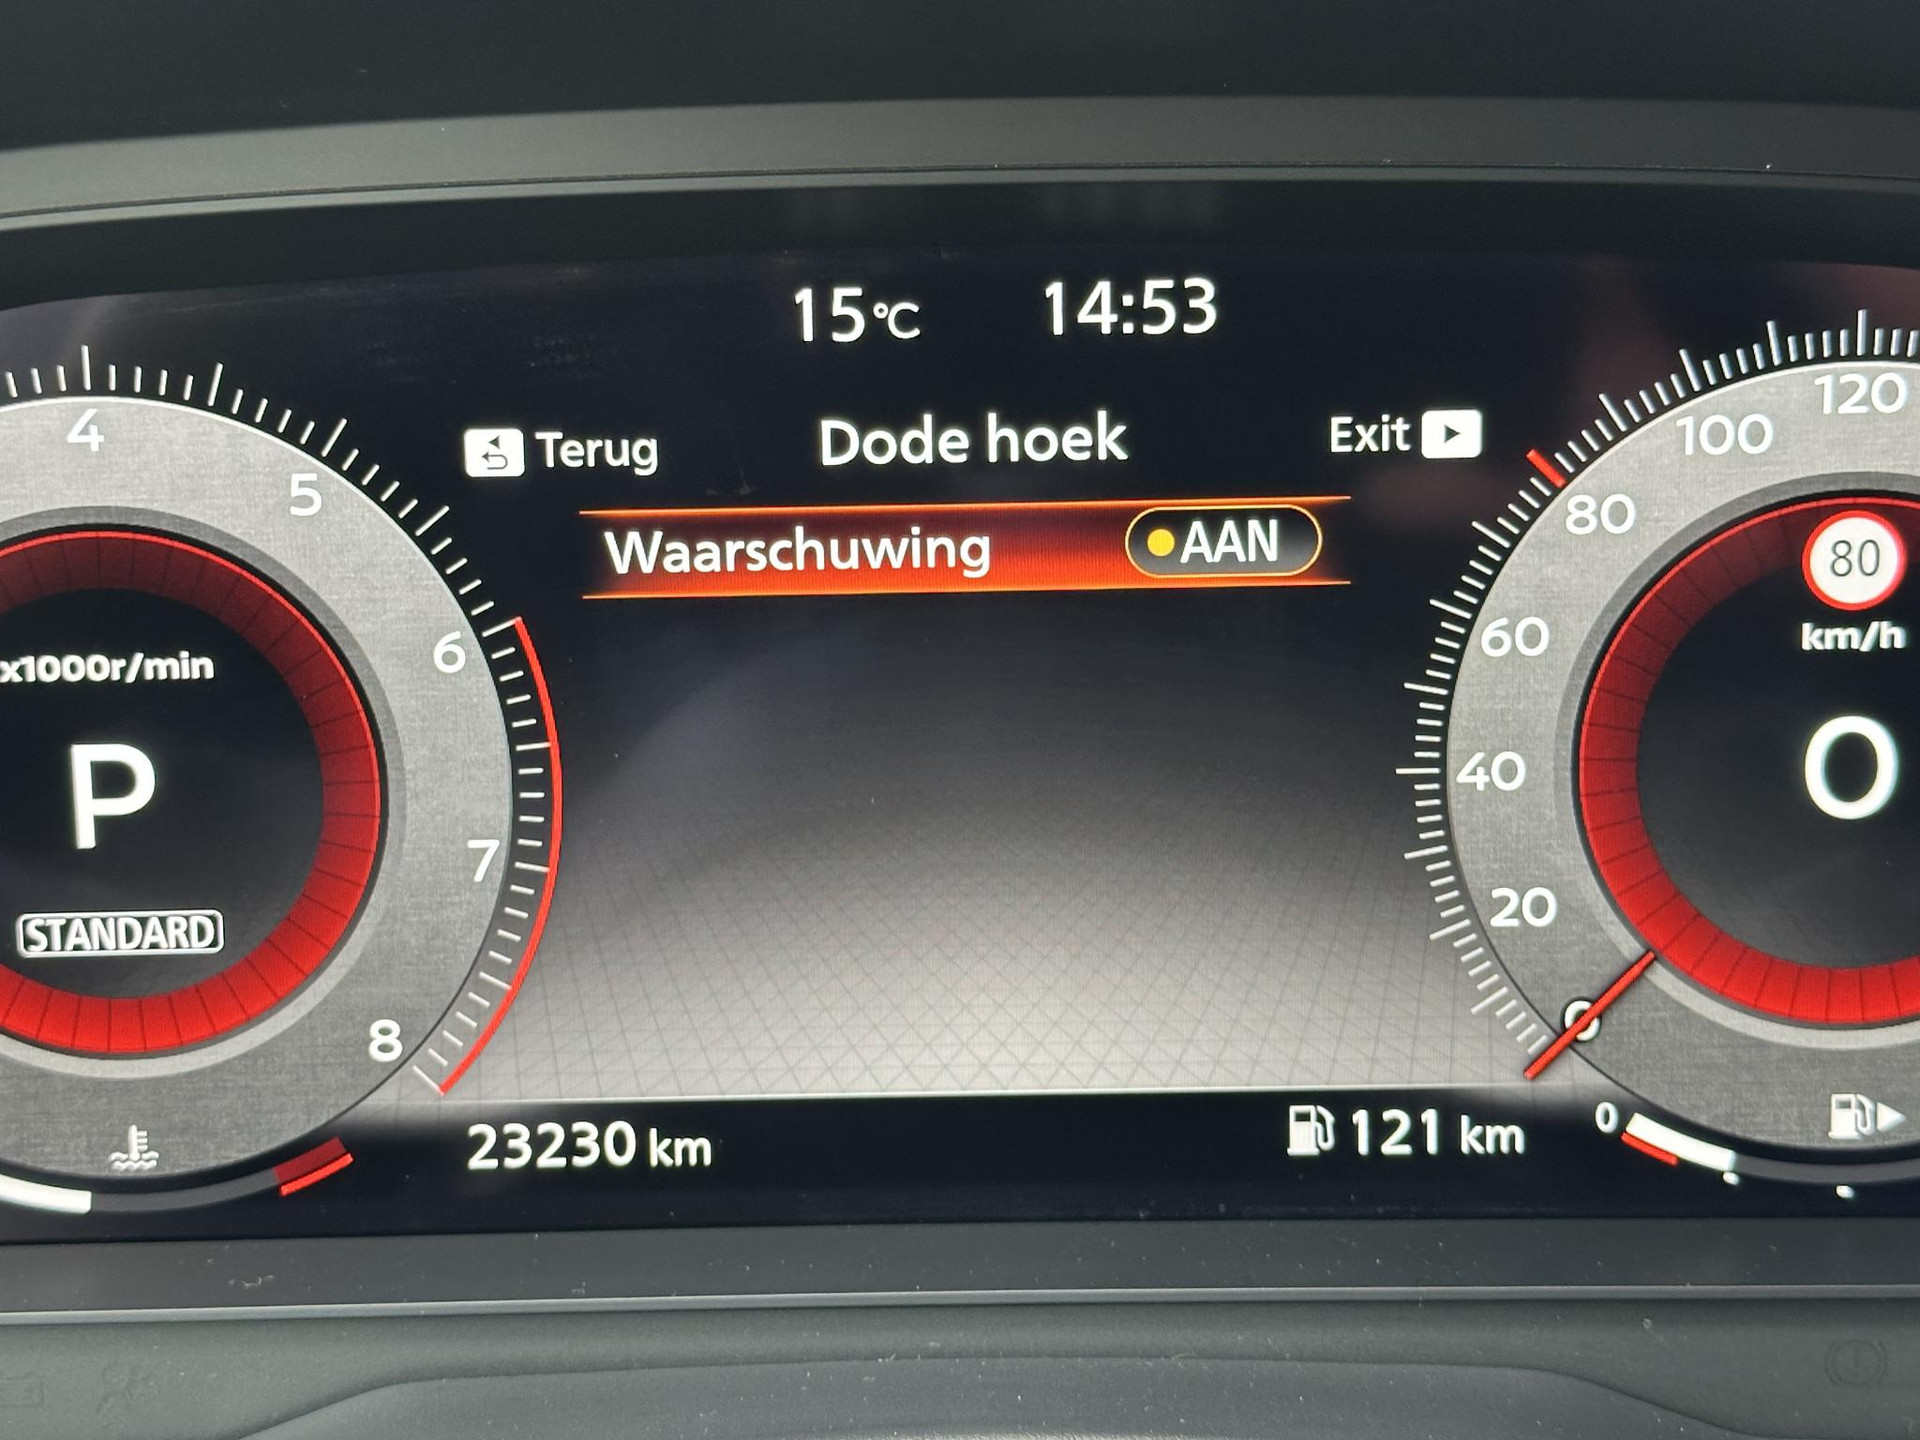 15°C 14:53
Terug Dode hoek Exit
Waarschuwing AAN
4
5
6
7
8
x1000r/min
P
STANDARD
120
100
80
60
40
20
0
80
km/h
0
23230 km
121 km
0